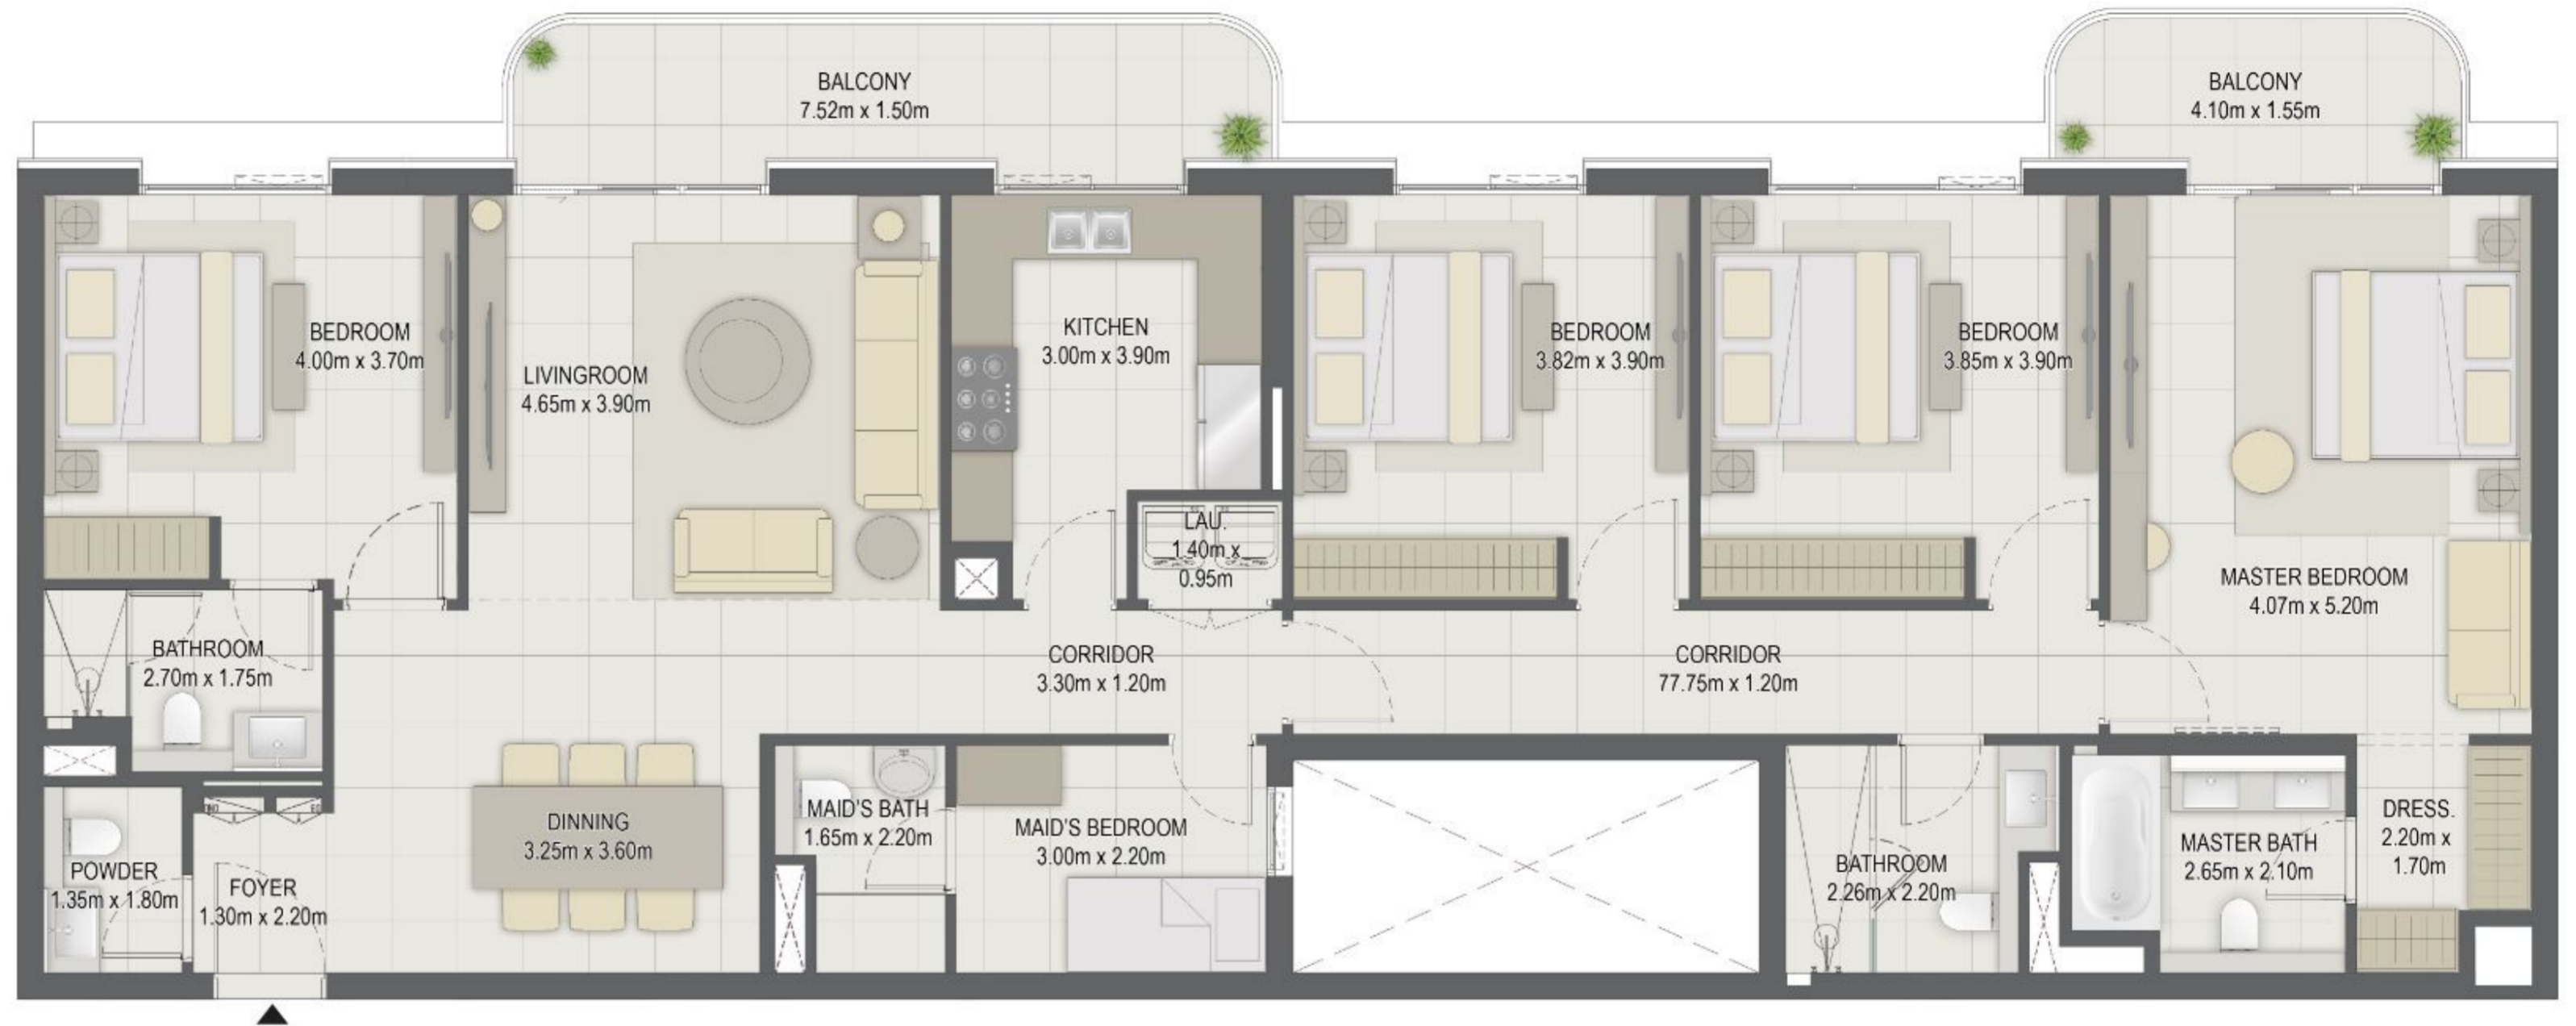 BALCONY
7.52m x 1.50m
BALCONY
4.10m x 1.55m
BEDROOM
4.00m x 3.70m
LIVINGROOM
4.65m x 3.90m
KITCHEN
3.00m x 3.90m
LAU.
1.40m x
0.95m
BEDROOM
3.82m x 3.90m
BEDROOM
3.85m x 3.90m
MASTER BEDROOM
4.07m x 5.20m
BATHROOM
2.70m x 1.75m
CORRIDOR
3.30m x 1.20m
CORRIDOR
77.75m x 1.20m
POWDER
1.35m x 1.80m
FOYER
1.30m x 2.20m
DINNING
3.25m x 3.60m
MAID'S BATH
1.65m x 2.20m
MAID'S BEDROOM
3.00m x 2.20m
BATHROOM
2.26m x 2.20m
MASTER BATH
2.65m x 2.10m
DRESS.
2.20m x
1.70m